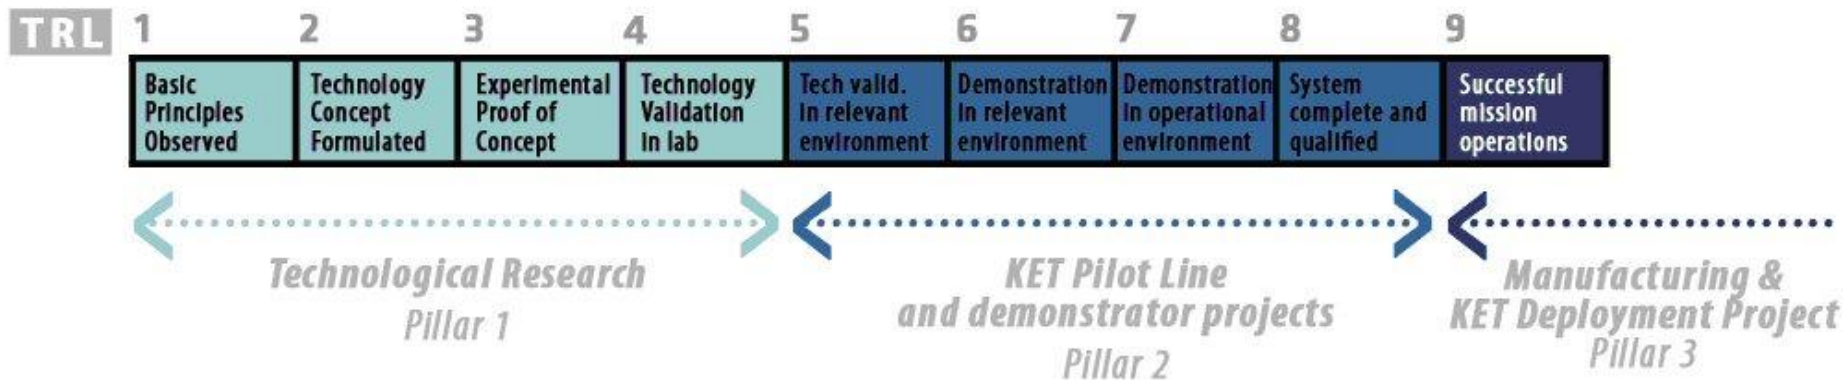 TRL 1 2 3 4 5 6 7 8 9
Basic
Principles
Observed
Technology
Concept
Formulated
Experimental
Proof of
Concept
Technology
Validation
in lab
Tech valid.
in relevant
environment
Demonstration
in relevant
environment
Demonstration
in operational
environment
System
complete and
qualified
Successful
mission
operations
Technological Research
Pillar 1
KET Pilot Line
and demonstrator projects
Pillar 2
Manufacturing &
KET Deployment Project
Pillar 3